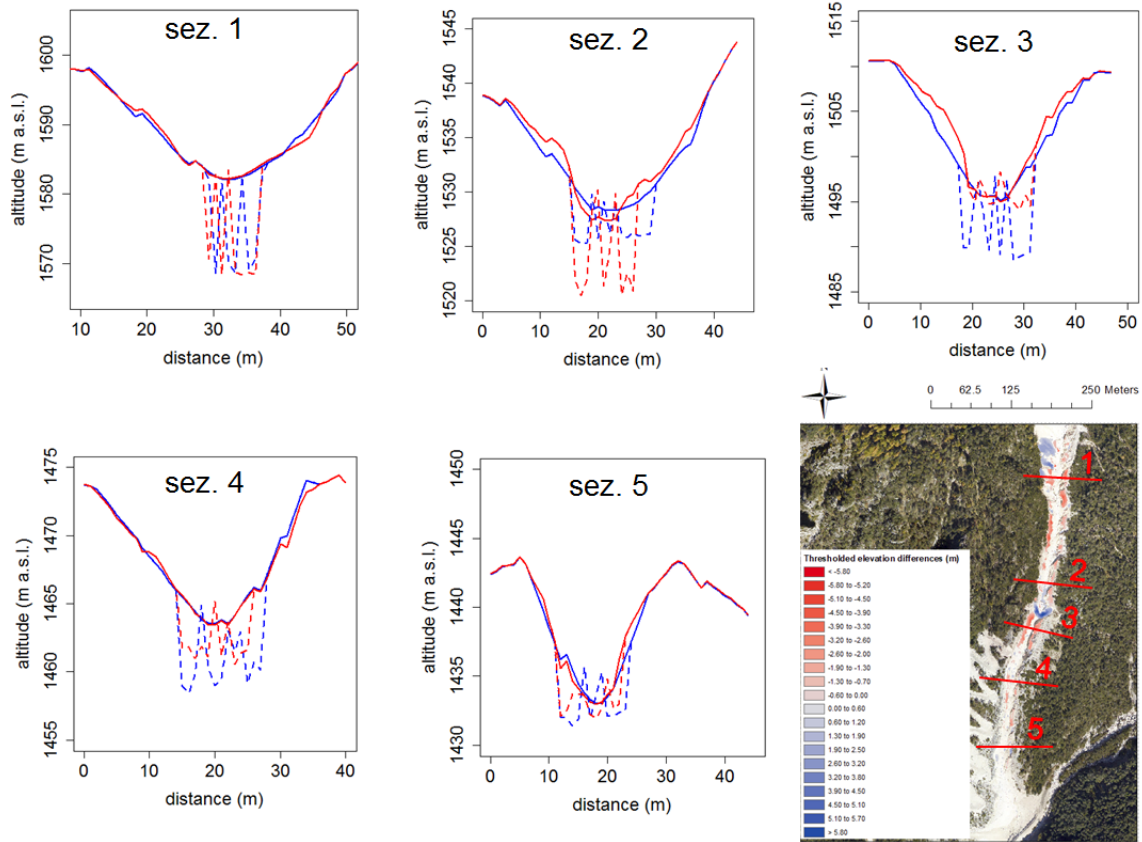 sez. 1
altitude (m a.s.l.)
1600
1590
1580
1570
10 20 30 40 50
distance (m)
sez. 2
altitude (m a.s.l.)
1545
1540
1535
1530
1525
1520
0 10 20 30 40
distance (m)
sez. 3
altitude (m a.s.l.)
1515
1505
1495
1485
0 10 20 30 40 50
distance (m)
sez. 4
altitude (m a.s.l.)
1475
1470
1465
1460
1455
0 10 20 30 40
distance (m)
sez. 5
altitude (m a.s.l.)
1450
1445
1440
1435
1430
0 10 20 30 40
distance (m)
0 62.5 125 250 Meters
1
2
3
4
5
Thresholded elevation differences (m)
< -5.80
-5.80 to -5.20
-5.10 to -4.50
-4.50 to -3.90
-3.90 to -3.30
-3.20 to -2.60
-2.60 to -2.00
-1.90 to -1.30
-1.30 to -0.70
-0.60 to 0.00
0.00 to 0.60
0.60 to 1.20
1.30 to 1.90
1.90 to 2.50
2.60 to 3.20
3.20 to 3.80
3.90 to 4.50
4.50 to 5.10
5.10 to 5.70
> 5.80